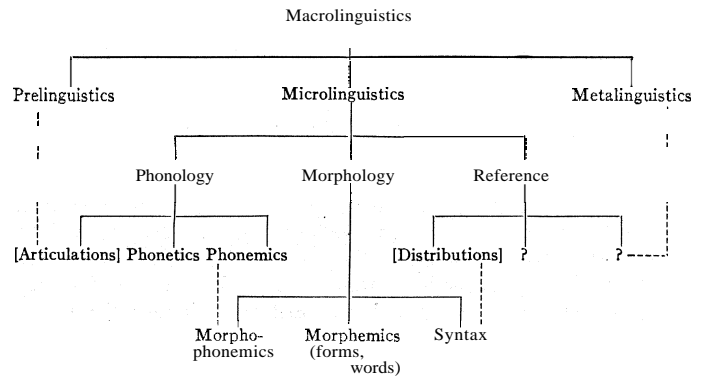 Macrolinguistics
Prelinguistics Microlinguistics Metalinguistics
Phonology Morphology Reference
[Articulations] Phonetics Phonemics [Distributions] ? ?
Morpho- Morphemics Syntax
phonemics (forms,
words)